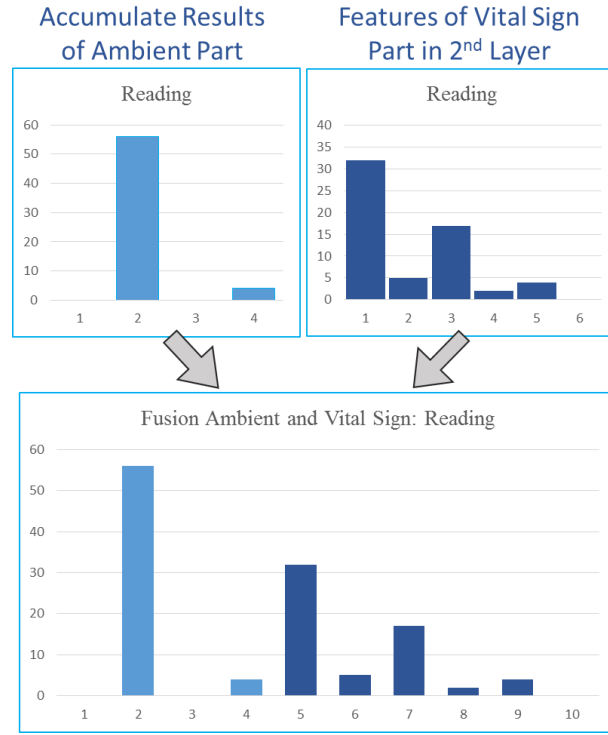 Accumulate Results
of Ambient Part
Features of Vital Sign
Part in 2nd Layer
Reading
60
50
40
30
20
10
0
1 2 3 4
Reading
40
35
30
25
20
15
10
5
0
1 2 3 4 5 6
Fusion Ambient and Vital Sign: Reading
60
50
40
30
20
10
0
1 2 3 4 5 6 7 8 9 10